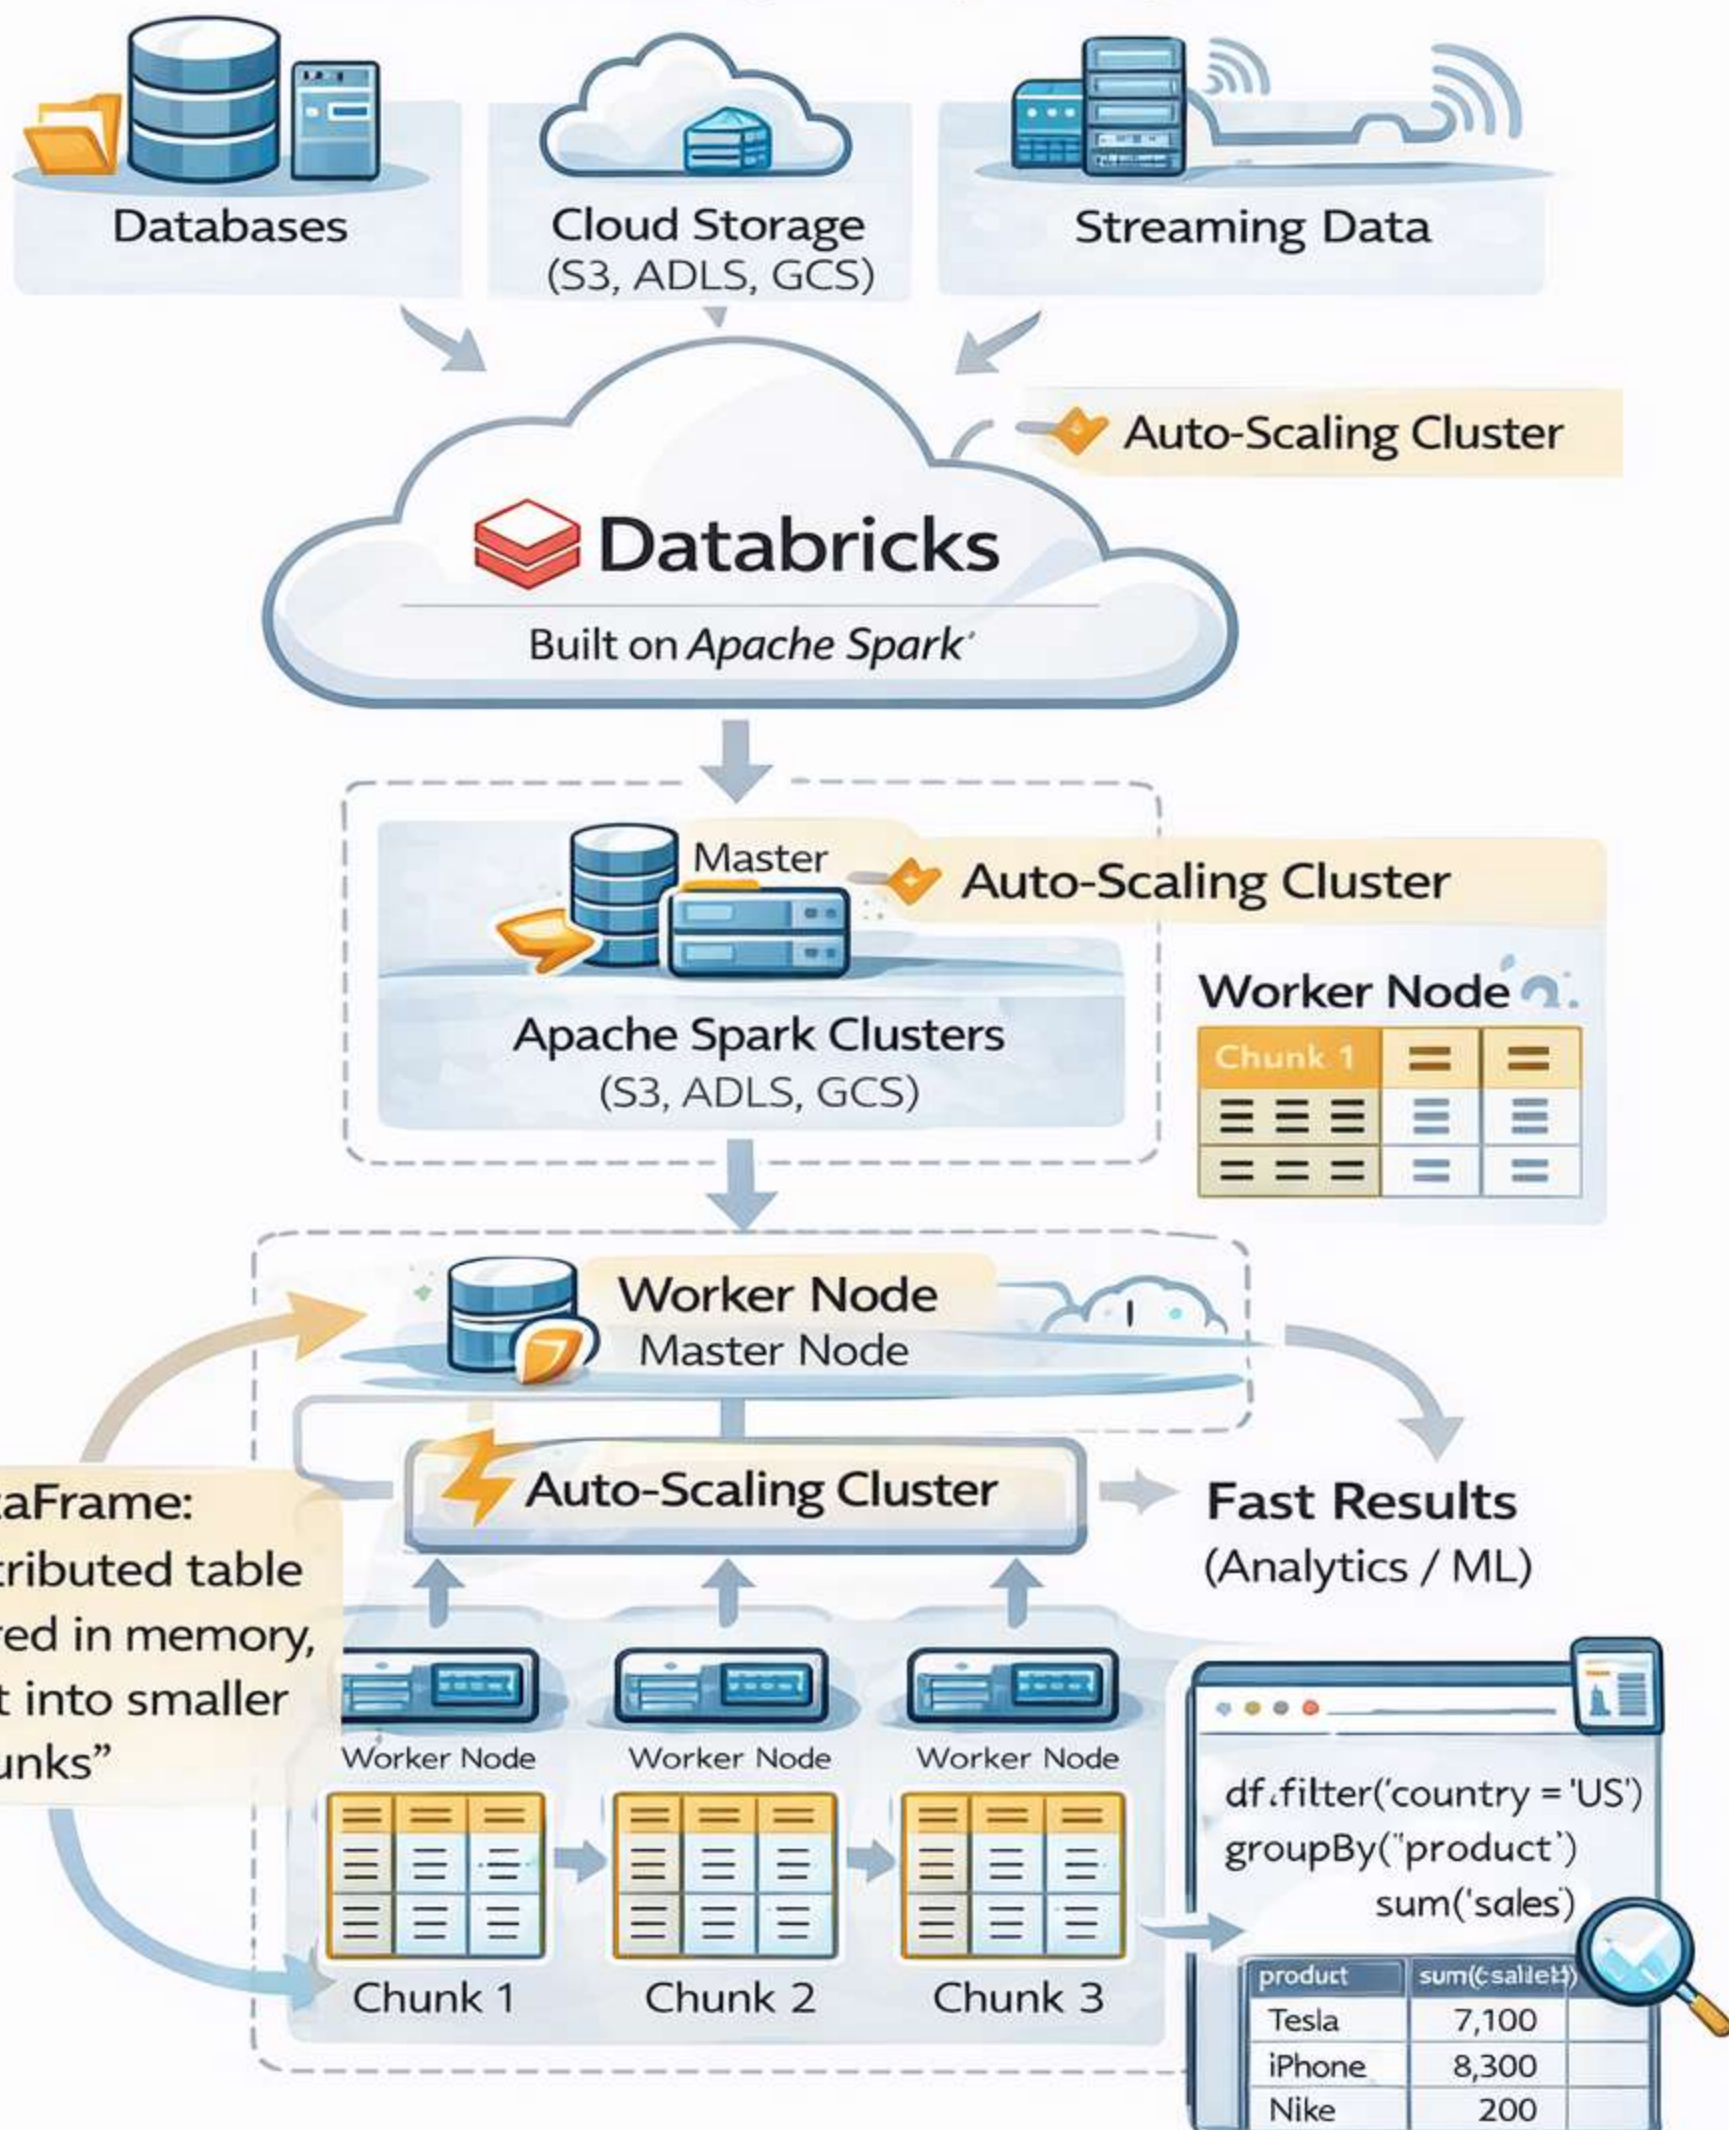 Databases
Cloud Storage
(S3, ADLS, GCS)
Streaming Data
Auto-Scaling Cluster
Databricks
Built on Apache Spark
Master
Auto-Scaling Cluster
Apache Spark Clusters
(S3, ADLS, GCS)
Worker Node
Chunk 1
Worker Node
Master Node
Auto-Scaling Cluster
Fast Results
(Analytics / ML)
aFrame:
tributed table
red in memory,
t into smaller
unks”
Worker Node
Worker Node
Worker Node
Chunk 1
Chunk 2
Chunk 3
df.filter('country = 'US')
groupBy("product')
sum('sales')
product
Tesla 7,100
iPhone 8,300
Nike 200